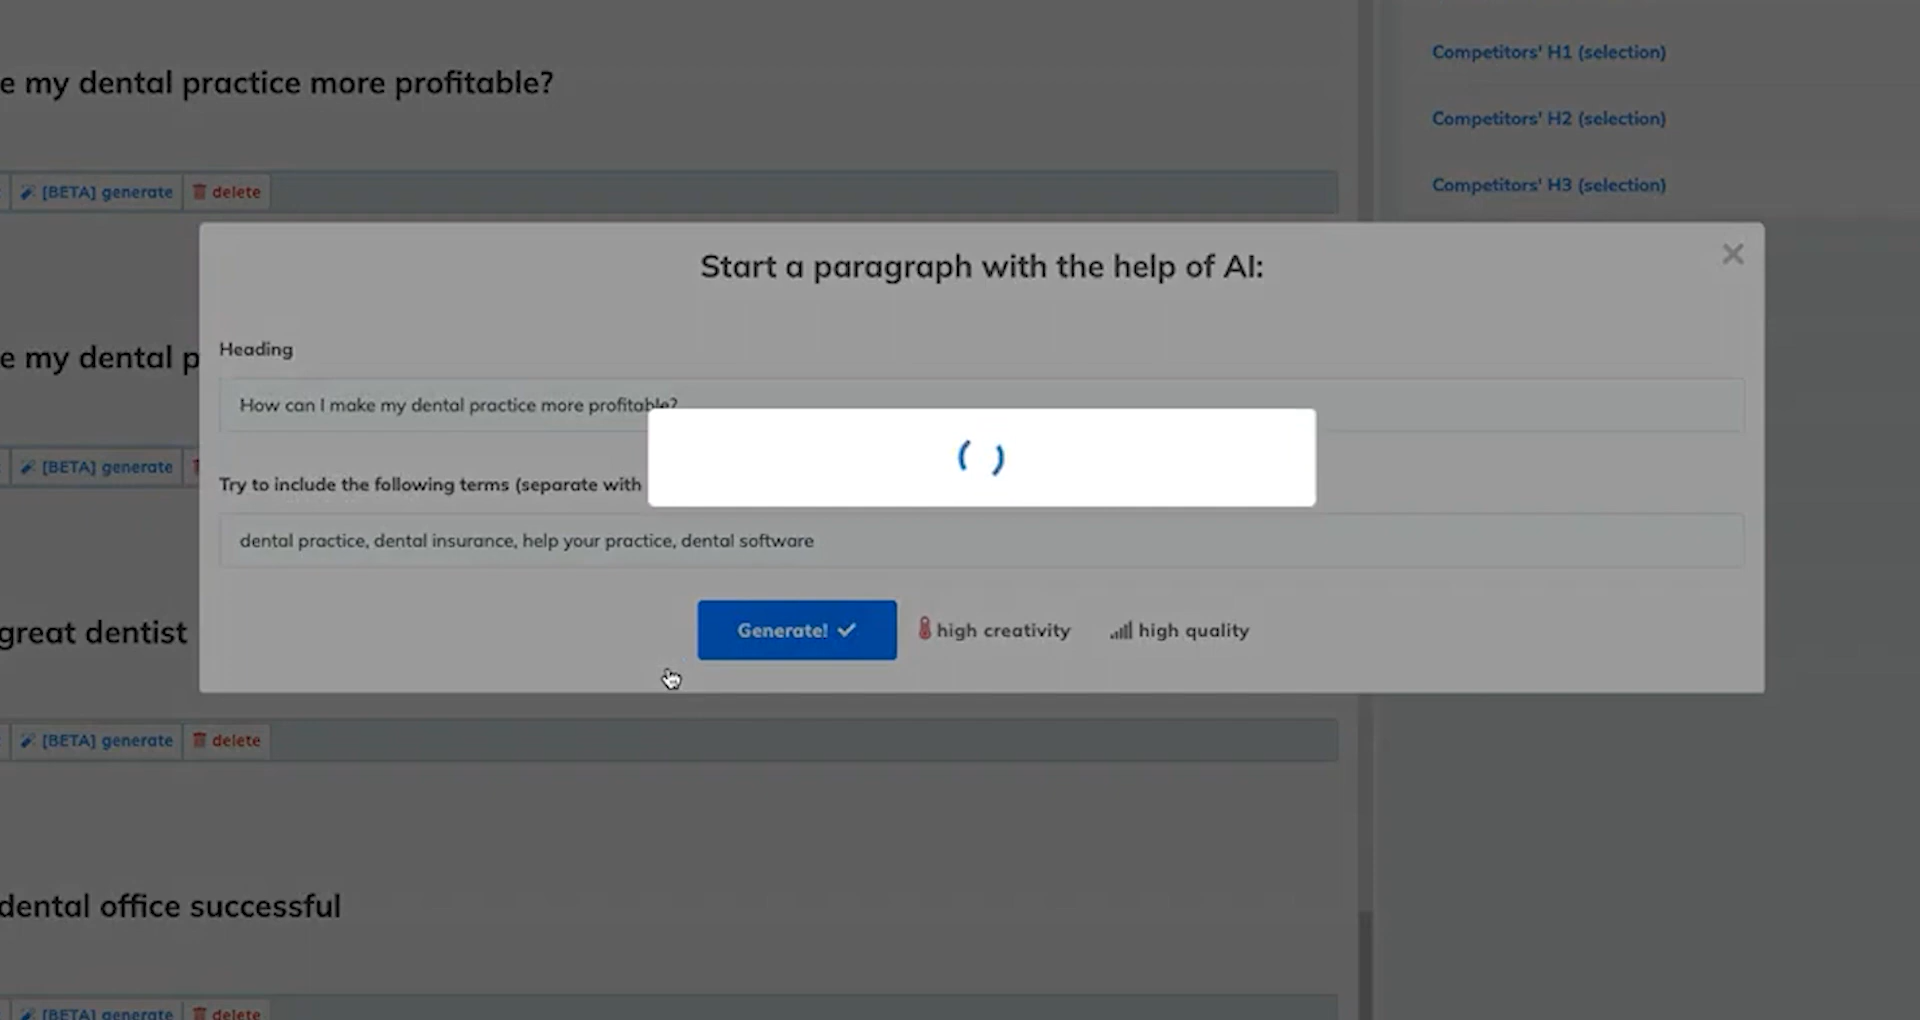 e my dental practice more profitable?
[BETA] generate
delete
Competitors' H1 (selection)
Competitors' H2 (selection)
Competitors' H3 (selection)
Start a paragraph with the help of AI:
Heading
How can I make my dental practice more profitable?
Try to include the following terms (separate with
dental practice, dental insurance, help your practice, dental software
Generate!
high creativity
high quality
e my dental p
[BETA] generate
great dentist
[BETA] generate
delete
dental office successful
[BETA] generate
delete